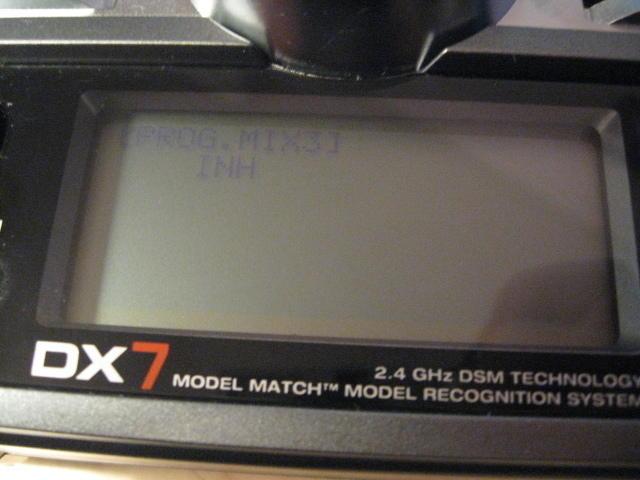 [PROG.MIX3]
INH
DX7
2.4 GHz DSM TECHNOLOGY
MODEL MATCH™ MODEL RECOGNITION SYSTEM